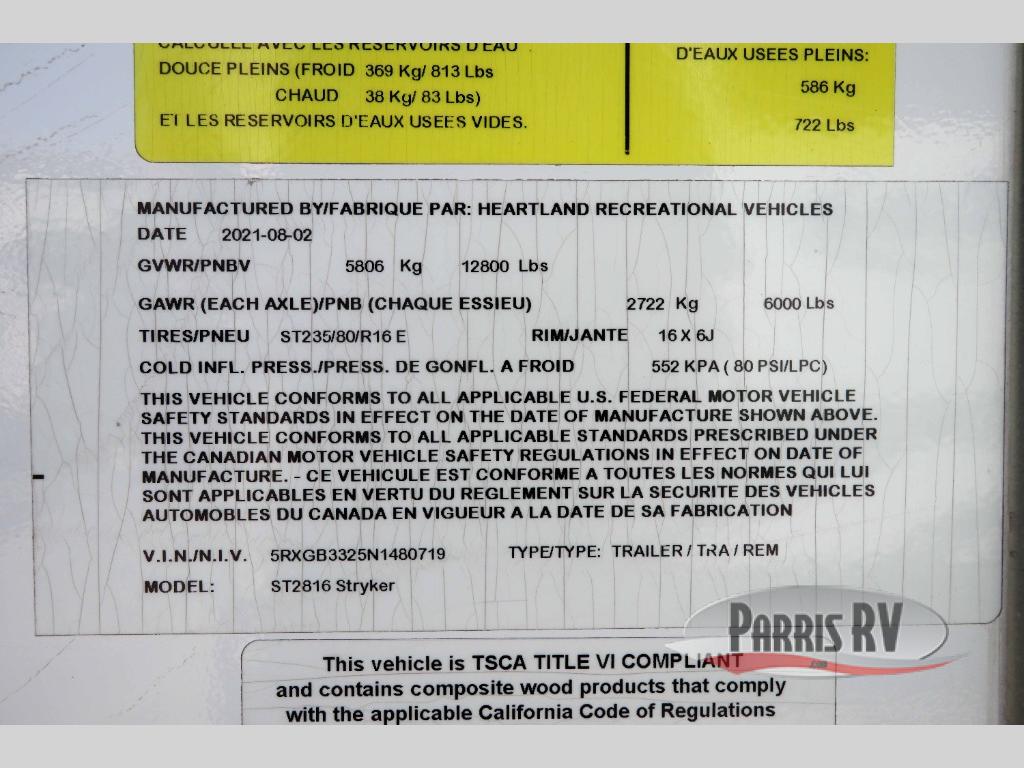 CALCULEE AVEC LES RESERVOIRS D'EAU
DOUCE PLEINS (FROID 369 Kg/ 813 Lbs
CHAUD 38 Kg/ 83 Lbs)
ET LES RESERVOIRS D'EAUX USEES VIDES.
D'EAUX USEES PLEINS:
586 Kg
722 Lbs
MANUFACTURED BY/FABRIQUE PAR: HEARTLAND RECREATIONAL VEHICLES
DATE 2021-08-02
GVWR/PNBV 5806 Kg 12800 Lbs
GAWR (EACH AXLE)/PNB (CHAQUE ESSIEU) 2722 Kg 6000 Lbs
TIRES/PNEU ST235/80/R16 E RIM/JANTE 16 X 6J
COLD INFL. PRESS./PRESS. DE GONFL. A FROID 552 KPA ( 80 PSI/LPC)
THIS VEHICLE CONFORMS TO ALL APPLICABLE U.S. FEDERAL MOTOR VEHICLE
SAFETY STANDARDS IN EFFECT ON THE DATE OF MANUFACTURE SHOWN ABOVE.
THIS VEHICLE CONFORMS TO ALL APPLICABLE STANDARDS PRESCRIBED UNDER
THE CANADIAN MOTOR VEHICLE SAFETY REGULATIONS IN EFFECT ON DATE OF
MANUFACTURE. - CE VEHICULE EST CONFORME A TOUTES LES NORMES QUI LUI
SONT APPLICABLES EN VERTU DU REGLEMENT SUR LA SECURITE DES VEHICLES
AUTOMOBILES DU CANADA EN VIGUEUR A LA DATE DE SA FABRICATION
V.I.N./N.I.V. 5RXGB3325N1480719 TYPE/TYPE: TRAILER / TRA / REM
MODEL: ST2816 Stryker
PARRIS RV
.com
This vehicle is TSCA TITLE VI COMPLIANT
and contains composite wood products that comply
with the applicable California Code of Regulations